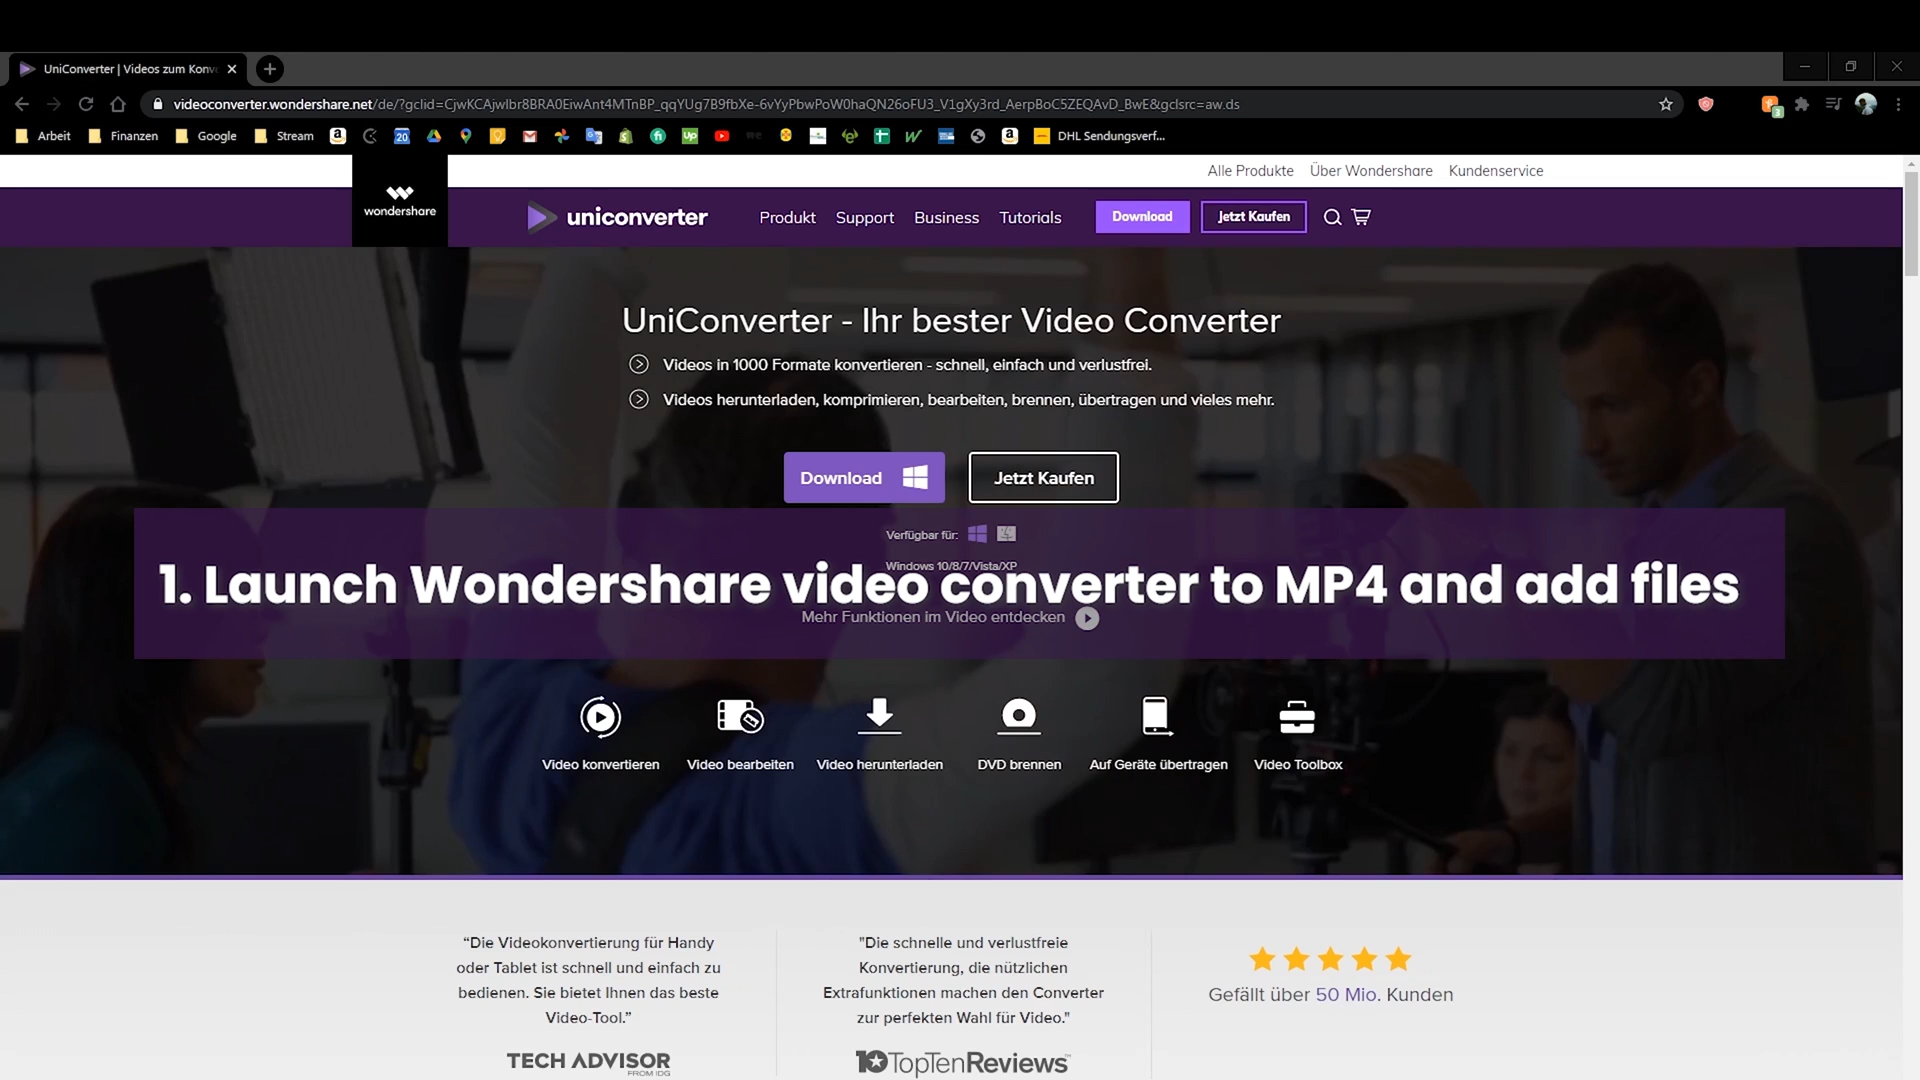 UniConverter | Videos zum Konv
videoconverter.wondershare.net/de/?gclid=CjwKCAjwlbr8BRA0EiwAnt4MTnBP_qqYUg7B9fbXe-6vYyPbwPoW0haQN26oFU3_V1gXy3rd_AerpBoC5ZEQAvD_BwE&gclsrc=aw.ds
3
Arbeit Finanzen Google Stream 20 Up DHL Sendungsverf...
Alle Produkte Über Wondershare Kundenservice
wondershare
uniconverter Produkt Support Business Tutorials Download Jetzt Kaufen
UniConverter - Ihr bester Video Converter
Videos in 1000 Formate konvertieren - schnell, einfach und verlustfrei.
Videos herunterladen, komprimieren, bearbeiten, brennen, übertragen und vieles mehr.
Download Jetzt Kaufen
Verfügbar für:
Windows 10/8/7/Vista/XP
1. Launch Wondershare video converter to MP4 and add files
Mehr Funktionen im Video entdecken
Video konvertieren Video bearbeiten Video herunterladen DVD brennen Auf Geräte übertragen Video Toolbox
“Die Videokonvertierung für Handy
oder Tablet ist schnell und einfach zu
bedienen. Sie bietet Ihnen das beste
Video-Tool.”
TECH ADVISOR
FROM IDG
"Die schnelle und verlustfreie
Konvertierung, die nützlichen
Extrafunktionen machen den Converter
zur perfekten Wahl für Video."
10 TopTenReviews
Gefällt über 50 Mio. Kunden